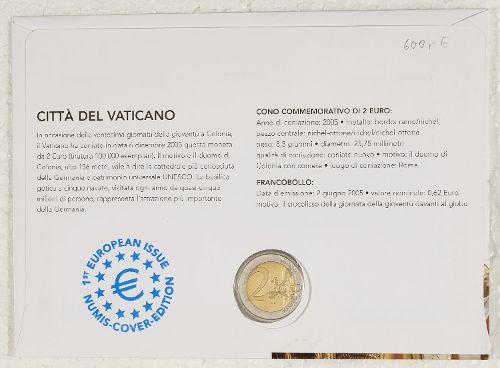 600,- €
CITTÀ DEL VATICANO
In occasione della ventesima giornata della gioventù a Colonia,
il Vaticano ha coniato in data 6 dicembre 2005 questa moneta
da 2 Euro (tiratura 100.000 esemplari). Il motivo è il duomo di
Colonia, alto 156 metri, vale a dire la cattedrale più conosciuta
della Germania e patrimonio universale UNESCO. La basilica
gotica a cinque navate, visitata ogni anno da quasi cinque
milioni di persone, rappresenta l'attrazione più importante
della Germania.
CONO COMMEMORATIVO DI 2 EURO:
Anno di coniazione: 2005 • metallo: bordo: rame/nichel,
pezzo centrale: nichel-ottone/nichel/nichel-ottone
peso: 8,5 grammi • diametro: 25,75 millimetri
qualità di coniazione: coniato nuovo • motivo: il duomo di
Colonia con cometa • luogo di coniazione: Roma
FRANCOBOLLO:
Data d'emissione: 2 giugno 2005 • valore nominale: 0,62 Euro
motivo: il crocefisso della giornata della gioventù davanti al globo
1ST EUROPEAN ISSUE
€
NUMIS-COVER-EDITION
2